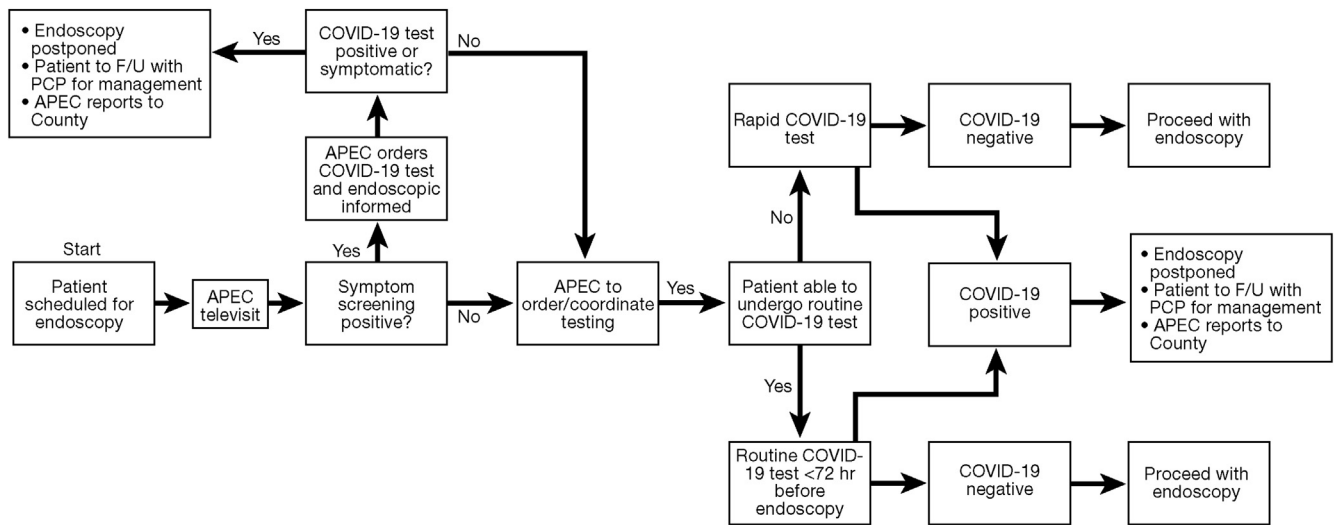 • Endoscopy
postponed
• Patient to F/U with
PCP for management
• APEC reports to
County
Yes
COVID-19 test
positive or
symptomatic?
No
APEC orders
COVID-19 test
and endoscopic
informed
Yes
Start
Patient
scheduled for
endoscopy
APEC
televisit
Symptom
screening
positive?
No
APEC to
order/coordinate
testing
Yes
Patient able to
undergo routine
COVID-19 test
No
Rapid COVID-19
test
COVID-19
negative
Proceed with
endoscopy
COVID-19
positive
• Endoscopy
postponed
• Patient to F/U with
PCP for management
• APEC reports to
County
Yes
Routine COVID-
19 test <72 hr
before
endoscopy
COVID-19
negative
Proceed with
endoscopy